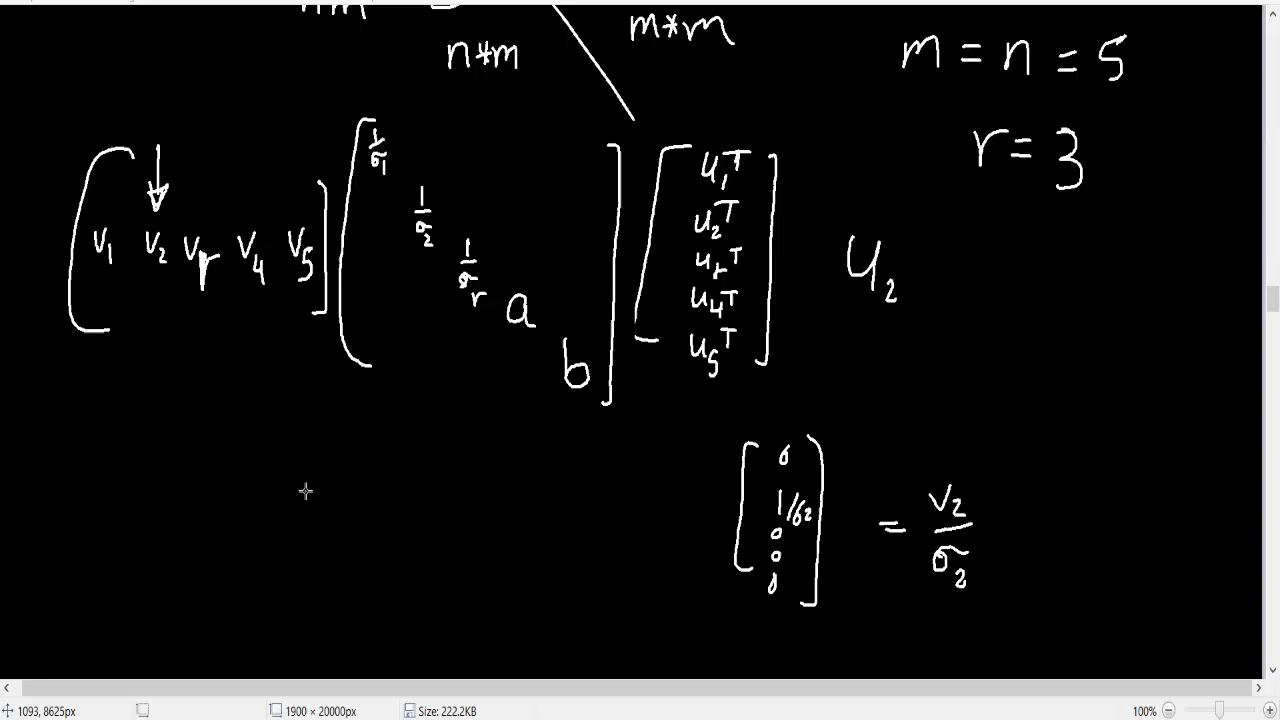 n*m
m*m
m = n = 5
r = 3
[ v₁ v₂ vᵣ v₄ v₅ ] [ 1/σ₁ 1/σ₂ 1/σᵣ a b ] [ u₁ᵀ u₂ᵀ uᵣᵀ u₄ᵀ u₅ᵀ ] u₂
[ 0 1/σ₂ 0 0 0 ] = v₂/σ₂
1093, 8625px
1900 × 20000px
Size: 222.2KB
100%